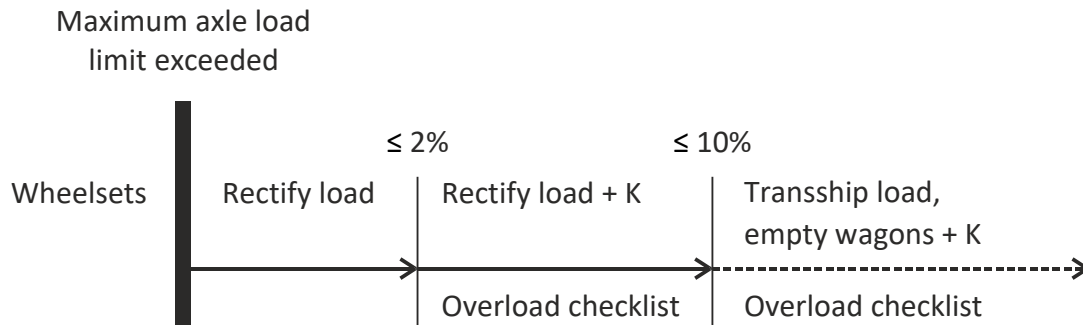 Maximum axle load
limit exceeded
≤ 2%
≤ 10%
Wheelsets
Rectify load
Rectify load + K
Transship load,
empty wagons + K
Overload checklist
Overload checklist